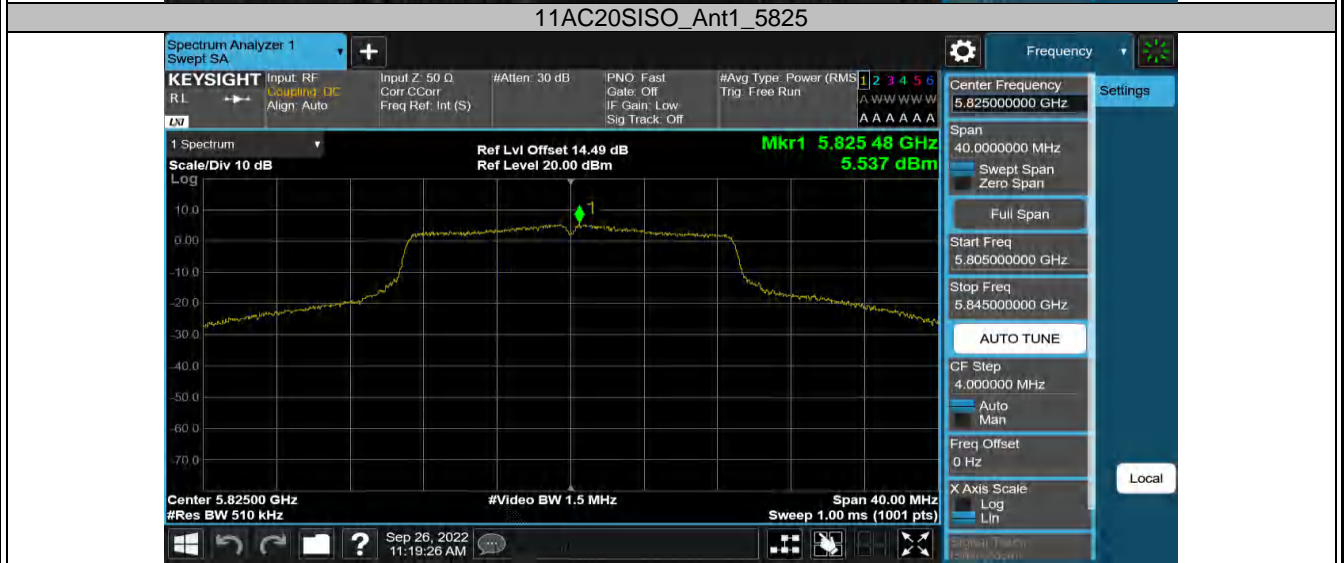 11AC20SISO_Ant1_5825
Spectrum Analyzer 1
Swept SA
Frequency
KEYSIGHT
RL
LXI
Input: RF
Coupling: DC
Align: Auto
Input Z: 50 Ω
Corr CCorr
Freq Ref: Int (S)
#Atten: 30 dB
PNO: Fast
Gate: Off
IF Gain: Low
Sig Track: Off
#Avg Type: Power (RMS
Trig: Free Run
1 2 3 4 5 6
A W W W W W
A A A A A A
1 Spectrum
Scale/Div 10 dB
Ref Lvl Offset 14.49 dB
Ref Level 20.00 dBm
Mkr1 5.825 48 GHz
5.537 dBm
Log
10.0
0.00
-10.0
-20.0
-30.0
-40.0
-50.0
-60.0
-70.0
1
Center 5.82500 GHz
#Res BW 510 kHz
#Video BW 1.5 MHz
Span 40.00 MHz
Sweep 1.00 ms (1001 pts)
Center Frequency
5.825000000 GHz
Settings
Span
40.0000000 MHz
Swept Span
Zero Span
Full Span
Start Freq
5.805000000 GHz
Stop Freq
5.845000000 GHz
AUTO TUNE
CF Step
4.000000 MHz
Auto
Man
Freq Offset
0 Hz
X Axis Scale
Log
Lin
Local
Signal Track
?
Sep 26, 2022
11:19:26 AM